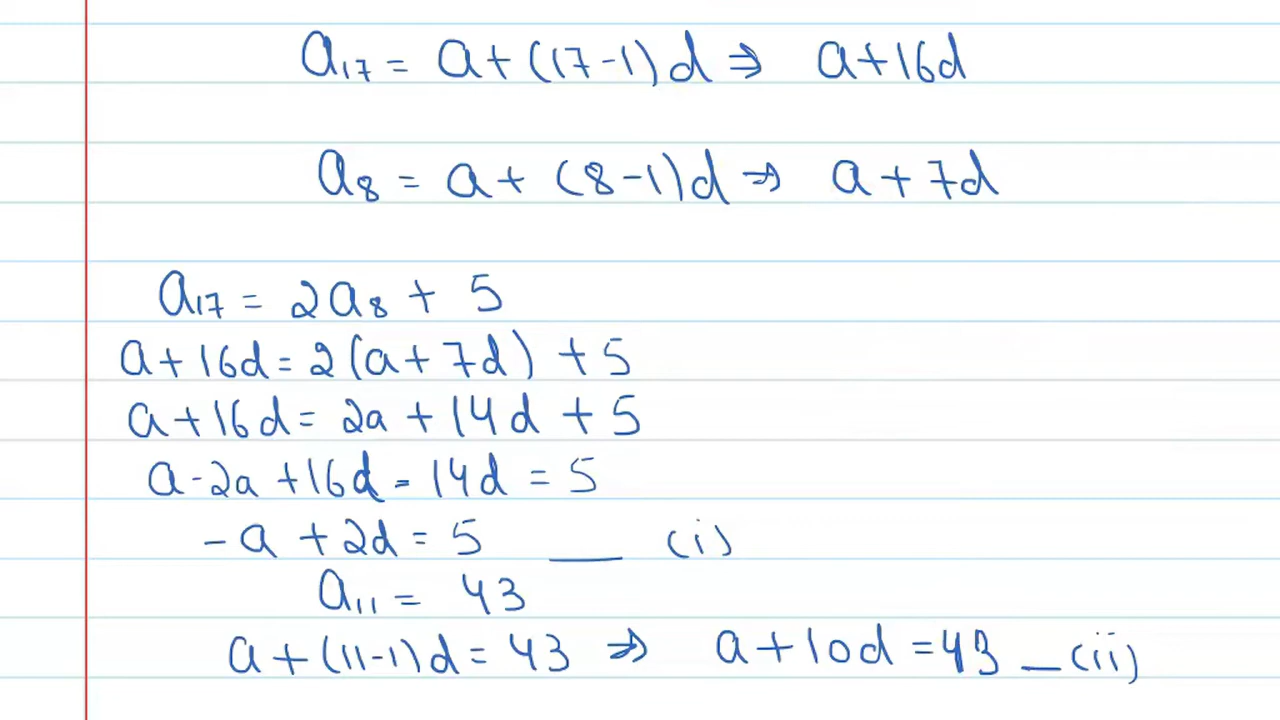 a₁₇ = a + (17-1)d ⇒ a+16d
a₈ = a + (8-1)d ⇒ a + 7d
a₁₇ = 2a₈ + 5
a + 16d = 2(a + 7d) + 5
a + 16d = 2a + 14d + 5
a - 2a + 16d - 14d = 5
- a + 2d = 5 __ (i)
a₁₁ = 43
a + (11-1)d = 43 ⇒ a + 10d = 43 _ (ii)